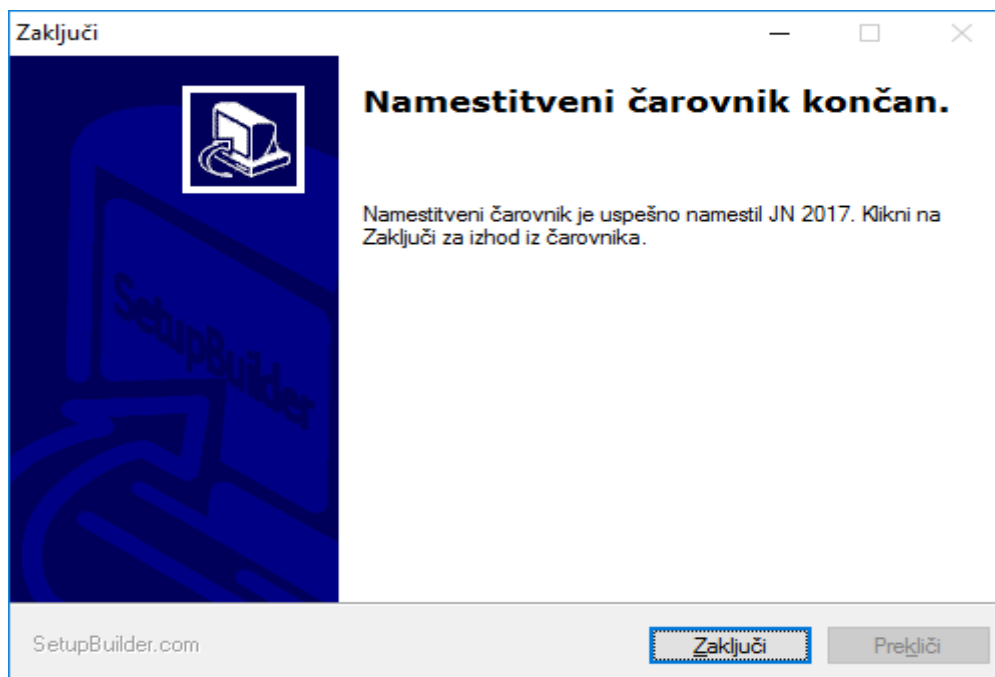 Zaključi
Namestitveni čarovnik končan.
SetupBuilder
Namestitveni čarovnik je uspešno namestil JN 2017. Klikni na
Zaključi za izhod iz čarovnika.
SetupBuilder.com
Zaključi
Prekliči